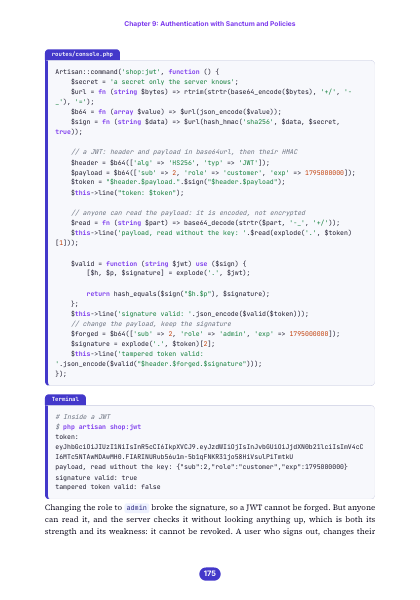 Chapter 9: Authentication with Sanctum and Policies
routes/console.php
Artisan::command('shop:jwt', function () {
    $secret = 'a secret only the server knows';
    $url = fn (string $bytes) => rtrim(strtr(base64_encode($bytes), '+/', '-
_'), '=');
    $b64 = fn (array $value) => $url(json_encode($value));
    $sign = fn (string $data) => $url(hash_hmac('sha256', $data, $secret,
true));
    // a JWT: header and payload in base64url, then their HMAC
    $header = $b64(['alg' => 'HS256', 'typ' => 'JWT']);
    $payload = $b64(['sub' => 2, 'role' => 'customer', 'exp' => 1795000000]);
    $token = "$header.$payload.".$sign("$header.$payload");
    $this->line("token: $token");
    // anyone can read the payload: it is encoded, not encrypted
    $read = fn (string $part) => base64_decode(strtr($part, '-_', '+/'));
    $this->line('payload, read without the key: '.$read(explode('.', $token)
[1]));
    $valid = function (string $jwt) use ($sign) {
        [$h, $p, $signature] = explode('.', $jwt);
        return hash_equals($sign("$h.$p"), $signature);
    };
    $this->line('signature valid: '.json_encode($valid($token)));
    // change the payload, keep the signature
    $forged = $b64(['sub' => 2, 'role' => 'admin', 'exp' => 1795000000]);
    $signature = explode('.', $token)[2];
    $this->line('tampered token valid:
'.json_encode($valid("$header.$forged.$signature")));
});
Terminal
# Inside a JWT
$ php artisan shop:jwt
token:
eyJhbGciOiJIUzI1NiIsInR5cCI6IkpXVCJ9.eyJzdWIiOjIsInJvbGUiOiJjdXN0b21lciIsImV4cC
I6MTc5NTAwMDAwMH0.FIARINURub56u1m-5b1qFNKR31jo58HiVsulPiTmtkU
payload, read without the key: {"sub":2,"role":"customer","exp":1795000000}
signature valid: true
tampered token valid: false
Changing the role to admin broke the signature, so a JWT cannot be forged. But anyone
can read it, and the server checks it without looking anything up, which is both its
strength and its weakness: it cannot be revoked. A user who signs out, changes their
175